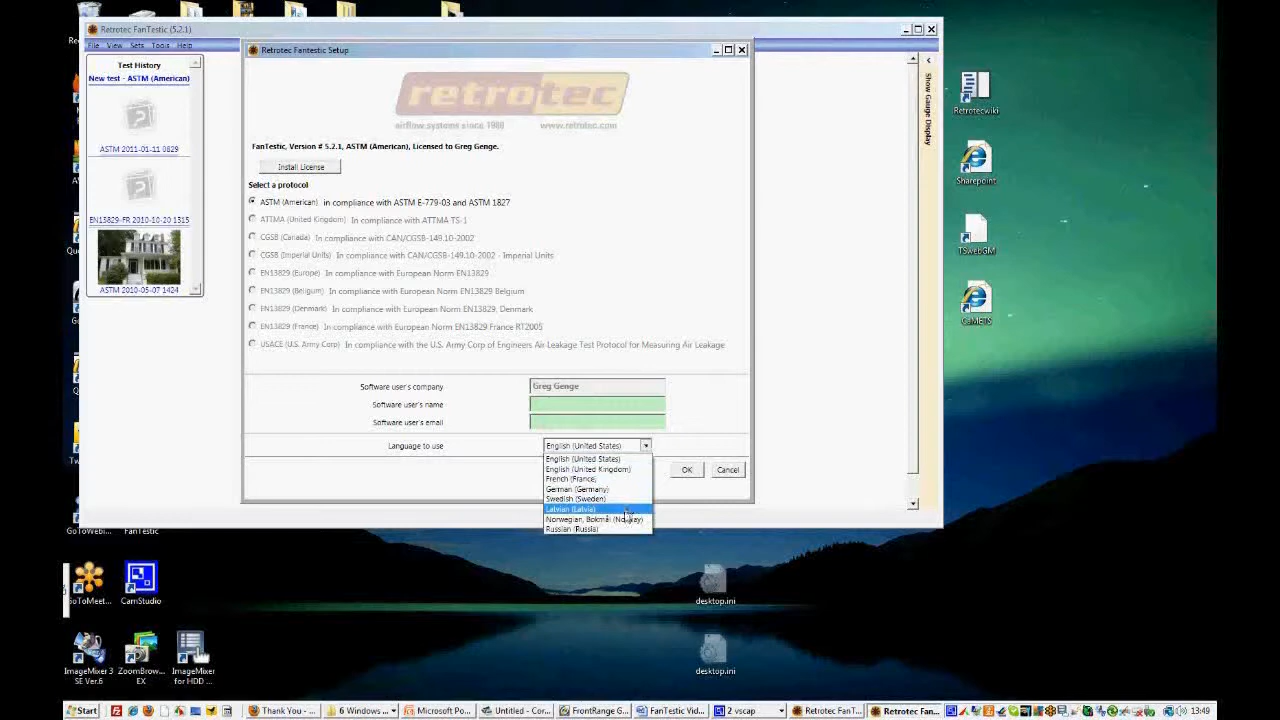 Retrotec FanTestic (5.2.1)
File View Sets Tools Help
Test History
New test - ASTM (American)
ASTM 2011-01-11 0829
EN13829-FR 2010-10-20 1315
ASTM 2010-05-07 1424
Retrotec Fantestic Setup
retrotec
airflow systems since 1980 www.retrotec.com
FanTestic, Version # 5.2.1, ASTM (American), Licensed to Greg Genge.
Install License
Select a protocol
ASTM (American) in compliance with ASTM E-779-03 and ASTM 1827
ATTMA (United Kingdom) In compliance with ATTMA TS-1
CGSB (Canada) In compliance with CAN/CGSB-149.10-2002
CGSB (Imperial Units) In compliance with CAN/CGSB-149.10-2002 - Imperial Units
EN13829 (Europe) In compliance with European Norm EN13829
EN13829 (Belgium) In compliance with European Norm EN13829 Belgium
EN13829 (Denmark) In compliance with European Norm EN13829, Denmark
EN13829 (France) In compliance with European Norm EN13829 France RT2005
USACE (U.S. Army Corp) In compliance with the U.S. Army Corp of Engineers Air Leakage Test Protocol for Measuring Air Leakage
Software user's company Greg Genge
Software user's name
Software user's email
Language to use English (United States)
English (United States)
English (United Kingdom)
French (France)
German (Germany)
Swedish (Sweden)
Latvian (Latvia)
Norwegian, Bokmål (Norway)
Russian (Russia)
OK Cancel
Show Gauge Display
Retrotecwiki
Sharepoint
TSWebGM
CaMETS
GoToWebi... FanTestic
GoToMeet... CamStudio
ImageMixer 3 SE Ver.6
ZoomBrow... EX
ImageMixer for HDD ...
desktop.ini
desktop.ini
Start
Thank You - ...
6 Windows ...
Microsoft Po...
Untitled - Cor...
FrontRange G...
FanTestic Vid...
2 vscap
Retrotec FanT...
Retrotec Fan...
13:49